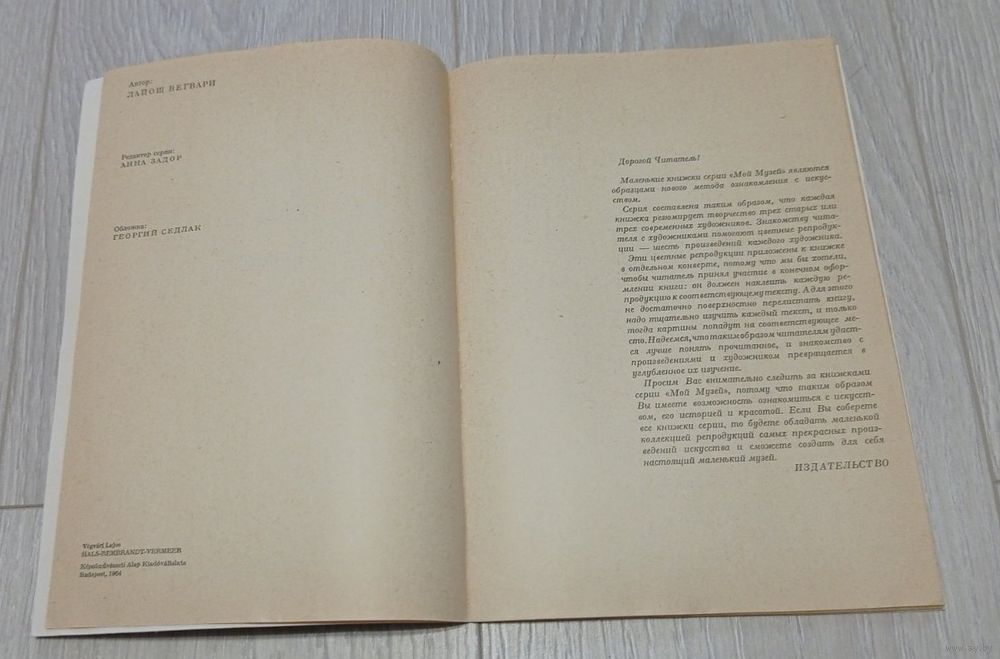 Автор:
ЛАЙОШ ВЕГВАРИ
Редактор серии:
АННА ЗАДОР
Обложка:
ГЕОРГИЙ СЕДЛАК
Végvári Lajos
HALS-REMBRANDT-VERMEER
Képzőművészeti Alap Kiadóvállalata
Budapest, 1964
Дорогой Читатель!
Маленькие книжки серии «Мой Музей» являются
образцами нового метода ознакомления с искус-
ством.
Серия составлена таким образом, что каждая
книжка резюмирует творчество трех старых или
трех современных художников. Знакомству чита-
теля с художниками помогают цветные репродук-
ции — шесть произведений каждого художника.
Эти цветные репродукции приложены к книжке
в отдельном конверте, потому что мы бы хотели,
чтобы читатель принял участие в конечном офор-
млении книги: он должен наклеить каждую ре-
продукцию к соответствующему тексту. А для этого
не достаточно поверхностно перелистать книгу,
надо тщательно изучать каждый текст, и только
тогда картины попадут на соответствующее ме-
сто. Надеемся, что таким образом читателям удаст-
ся лучше понять прочитанное, и знакомство с
произведениями и художником превращается в
углубленное их изучение.
Просим Вас внимательно следить за книжками
серии «Мой Музей», потому что таким образом
Вы имеете возможность ознакомиться с искусст-
вом, его историей и красотой. Если Вы соберете
все книжки серии, то будете обладать маленькой
коллекцией репродукций самых прекрасных произ-
ведений искусства и сможете создать для себя
настоящий маленький музей.
ИЗДАТЕЛЬСТВО
www.ay.by